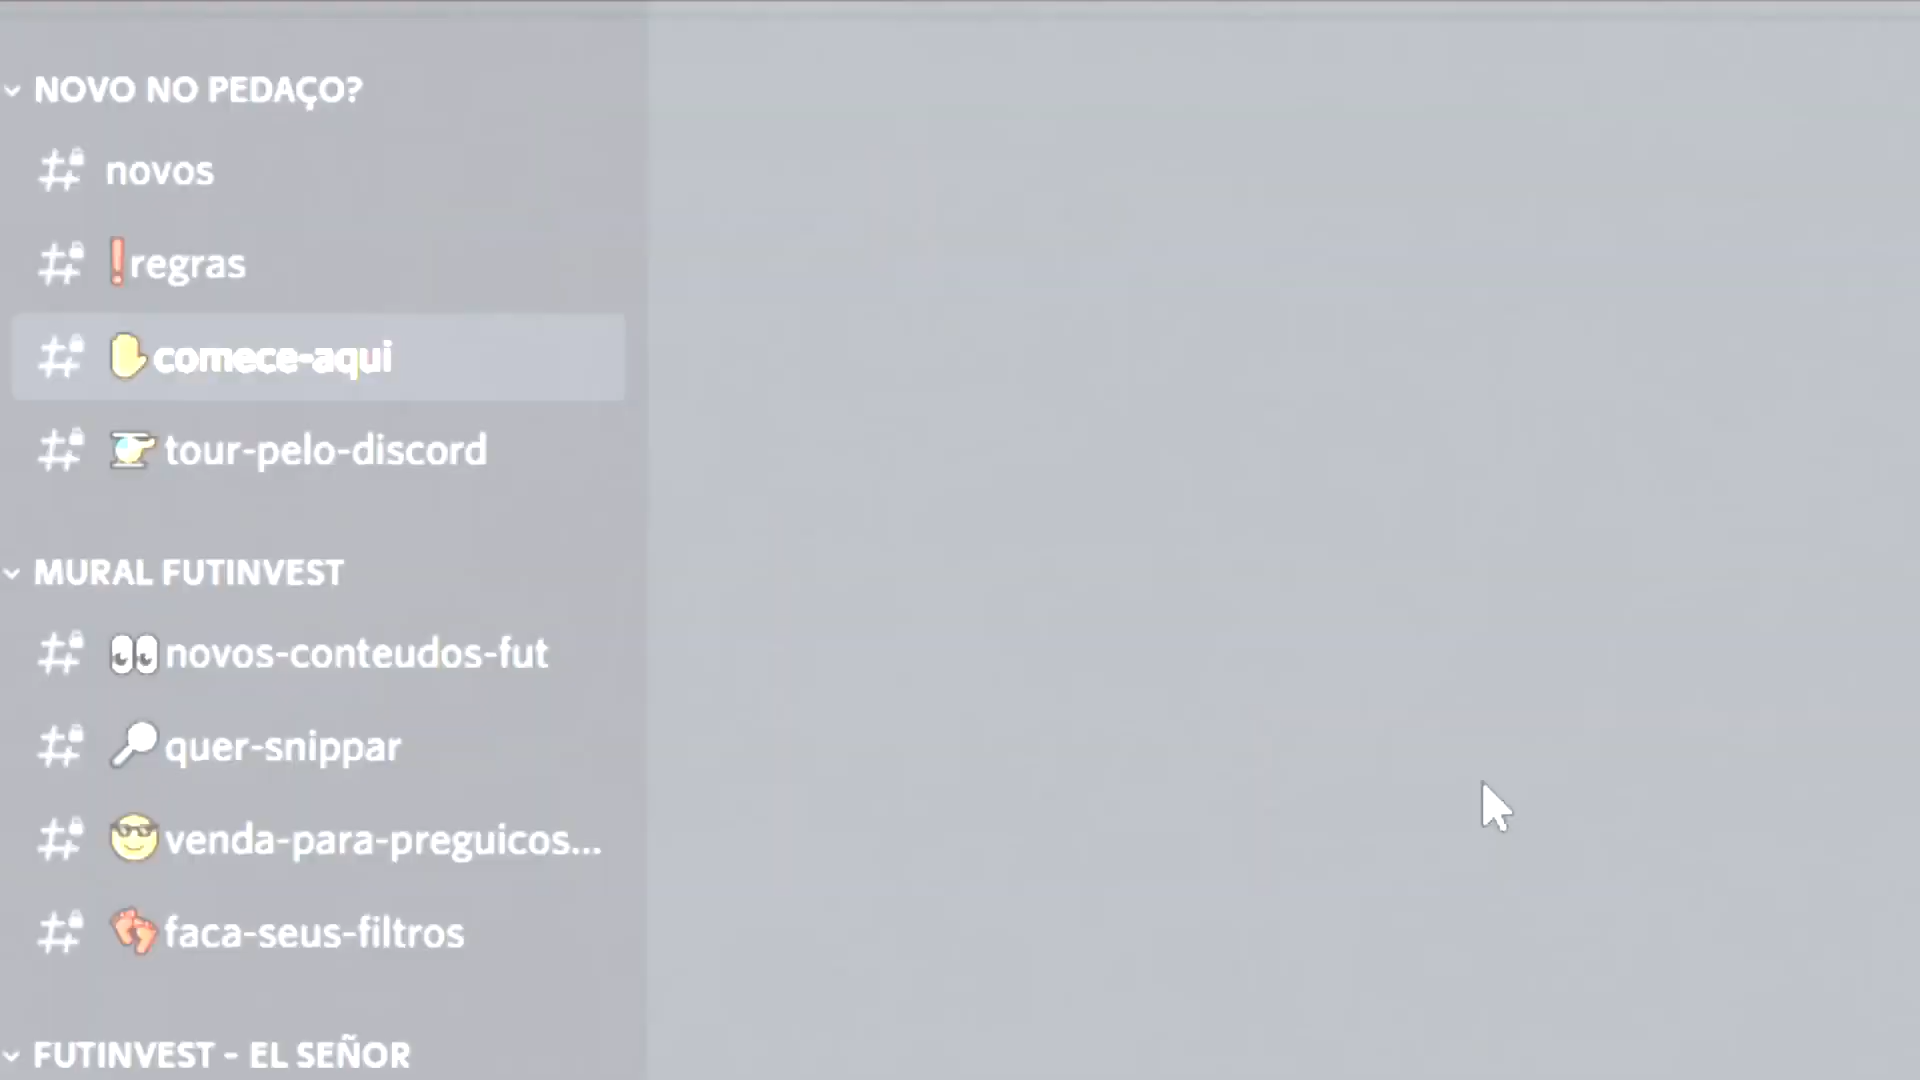 NOVO NO PEDAÇO?
novos
❗regras
✋comece-aqui
tour-pelo-discord
MURAL FUTINVEST
👀novos-conteudos-fut
🔎quer-snippar
😎venda-para-preguicos...
👣faca-seus-filtros
FUTINVEST - EL SEÑOR